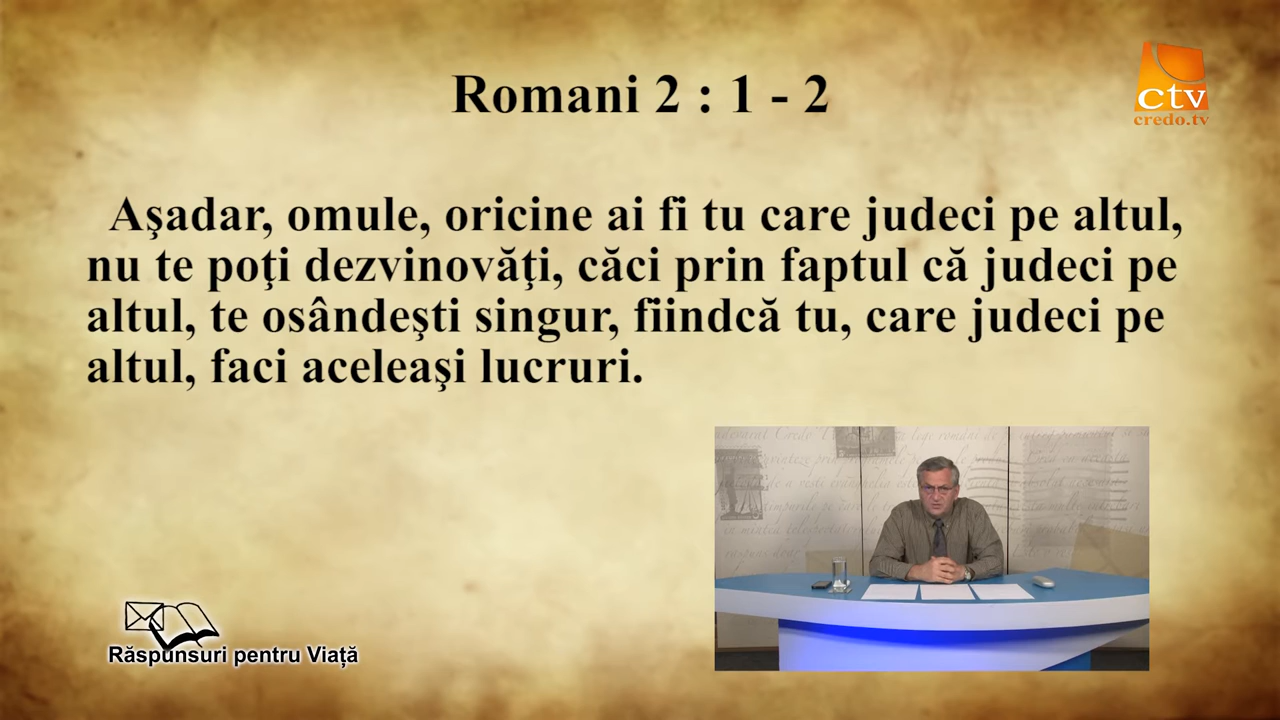 Romani 2 : 1 - 2
ctv
credo.tv
Aşadar, omule, oricine ai fi tu care judeci pe altul,
nu te poţi dezvinovăţi, căci prin faptul că judeci pe
altul, te osândeşti singur, fiindcă tu, care judeci pe
altul, faci aceleaşi lucruri.
Răspunsuri pentru Viață